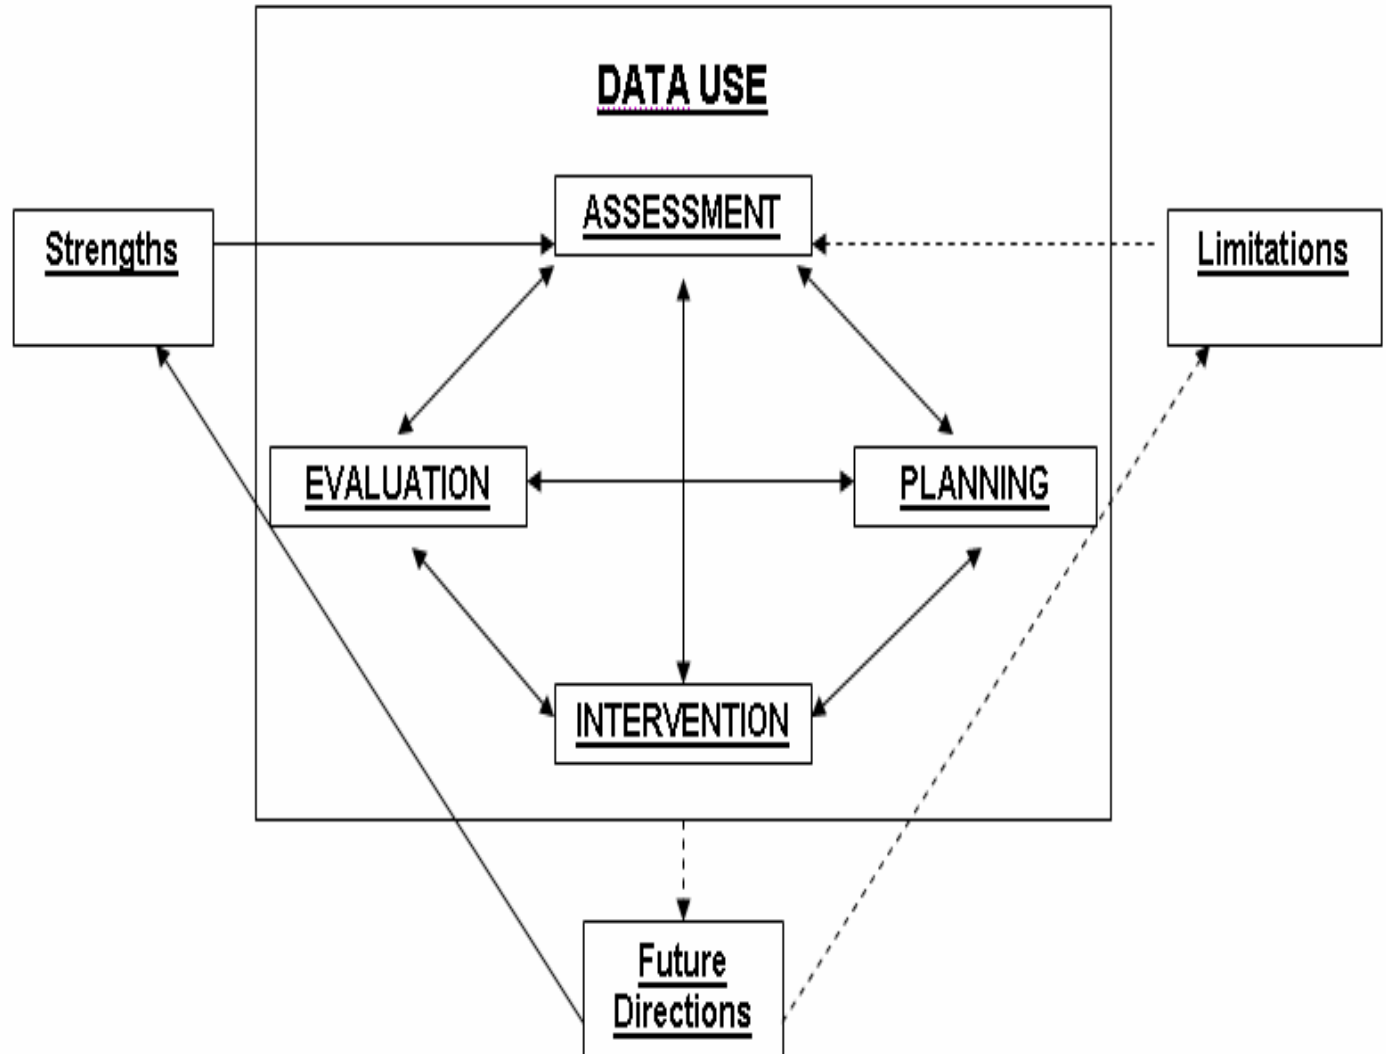 DATA USE
ASSESSMENT
Strengths
Limitations
EVALUATION
PLANNING
INTERVENTION
Future
Directions